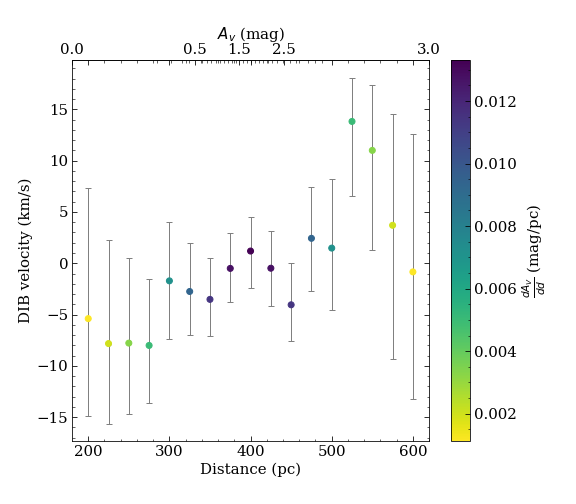 A_v (mag)
0.0 0.5 1.5 2.5 3.0
15
10
5
0
−5
−10
−15
DIB velocity (km/s)
200 300 400 500 600
Distance (pc)
0.012
0.010
0.008
0.006
0.004
0.002
dA_v/dd (mag/pc)